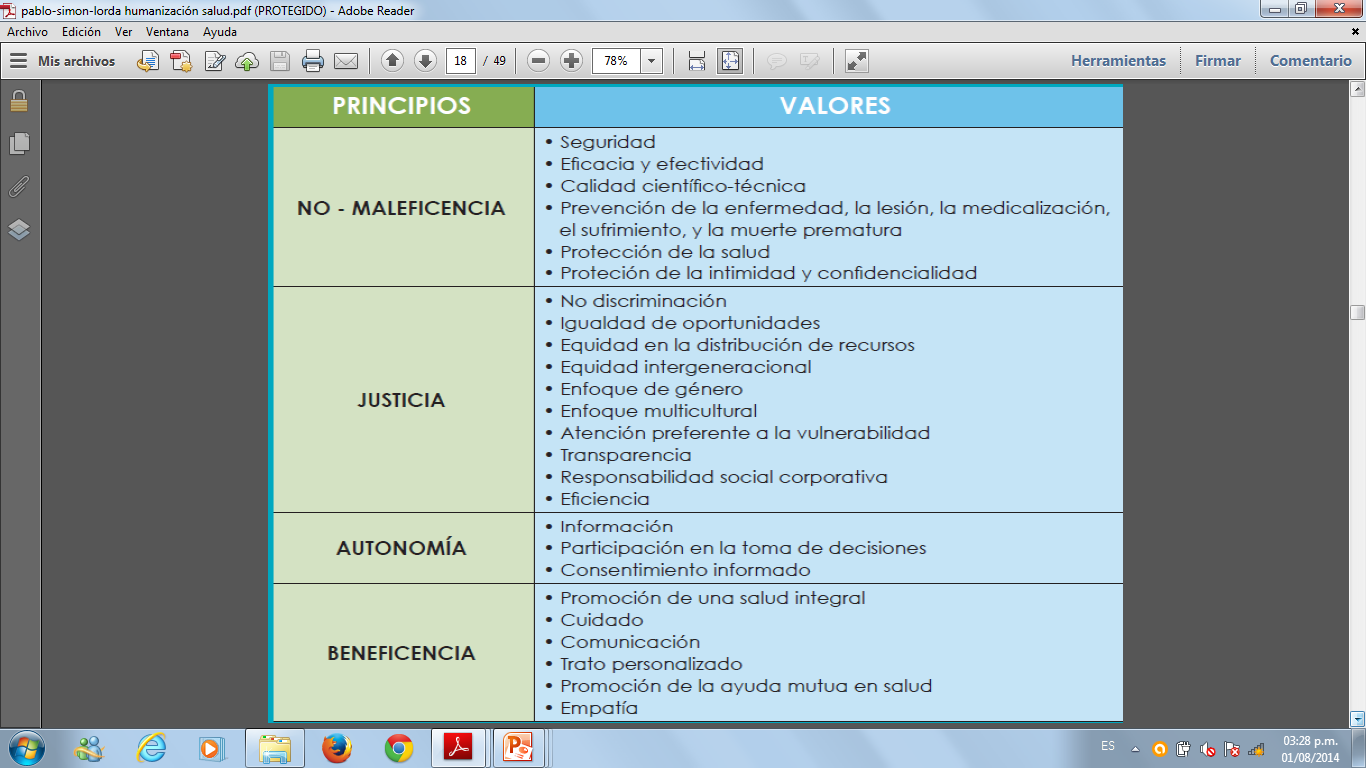 pablo-simon-lorda humanización salud.pdf (PROTEGIDO) - Adobe Reader
Archivo Edición Ver Ventana Ayuda
Mis archivos 18 / 49 78% Herramientas Firmar Comentario
PRINCIPIOS VALORES
NO - MALEFICENCIA
• Seguridad
• Eficacia y efectividad
• Calidad científico-técnica
• Prevención de la enfermedad, la lesión, la medicalización,
el sufrimiento, y la muerte prematura
• Protección de la salud
• Proteción de la intimidad y confidencialidad
JUSTICIA
• No discriminación
• Igualdad de oportunidades
• Equidad en la distribución de recursos
• Equidad intergeneracional
• Enfoque de género
• Enfoque multicultural
• Atención preferente a la vulnerabilidad
• Transparencia
• Responsabilidad social corporativa
• Eficiencia
AUTONOMÍA
• Información
• Participación en la toma de decisiones
• Consentimiento informado
BENEFICENCIA
• Promoción de una salud integral
• Cuidado
• Comunicación
• Trato personalizado
• Promoción de la ayuda mutua en salud
• Empatía
ES
03:28 p.m.
01/08/2014